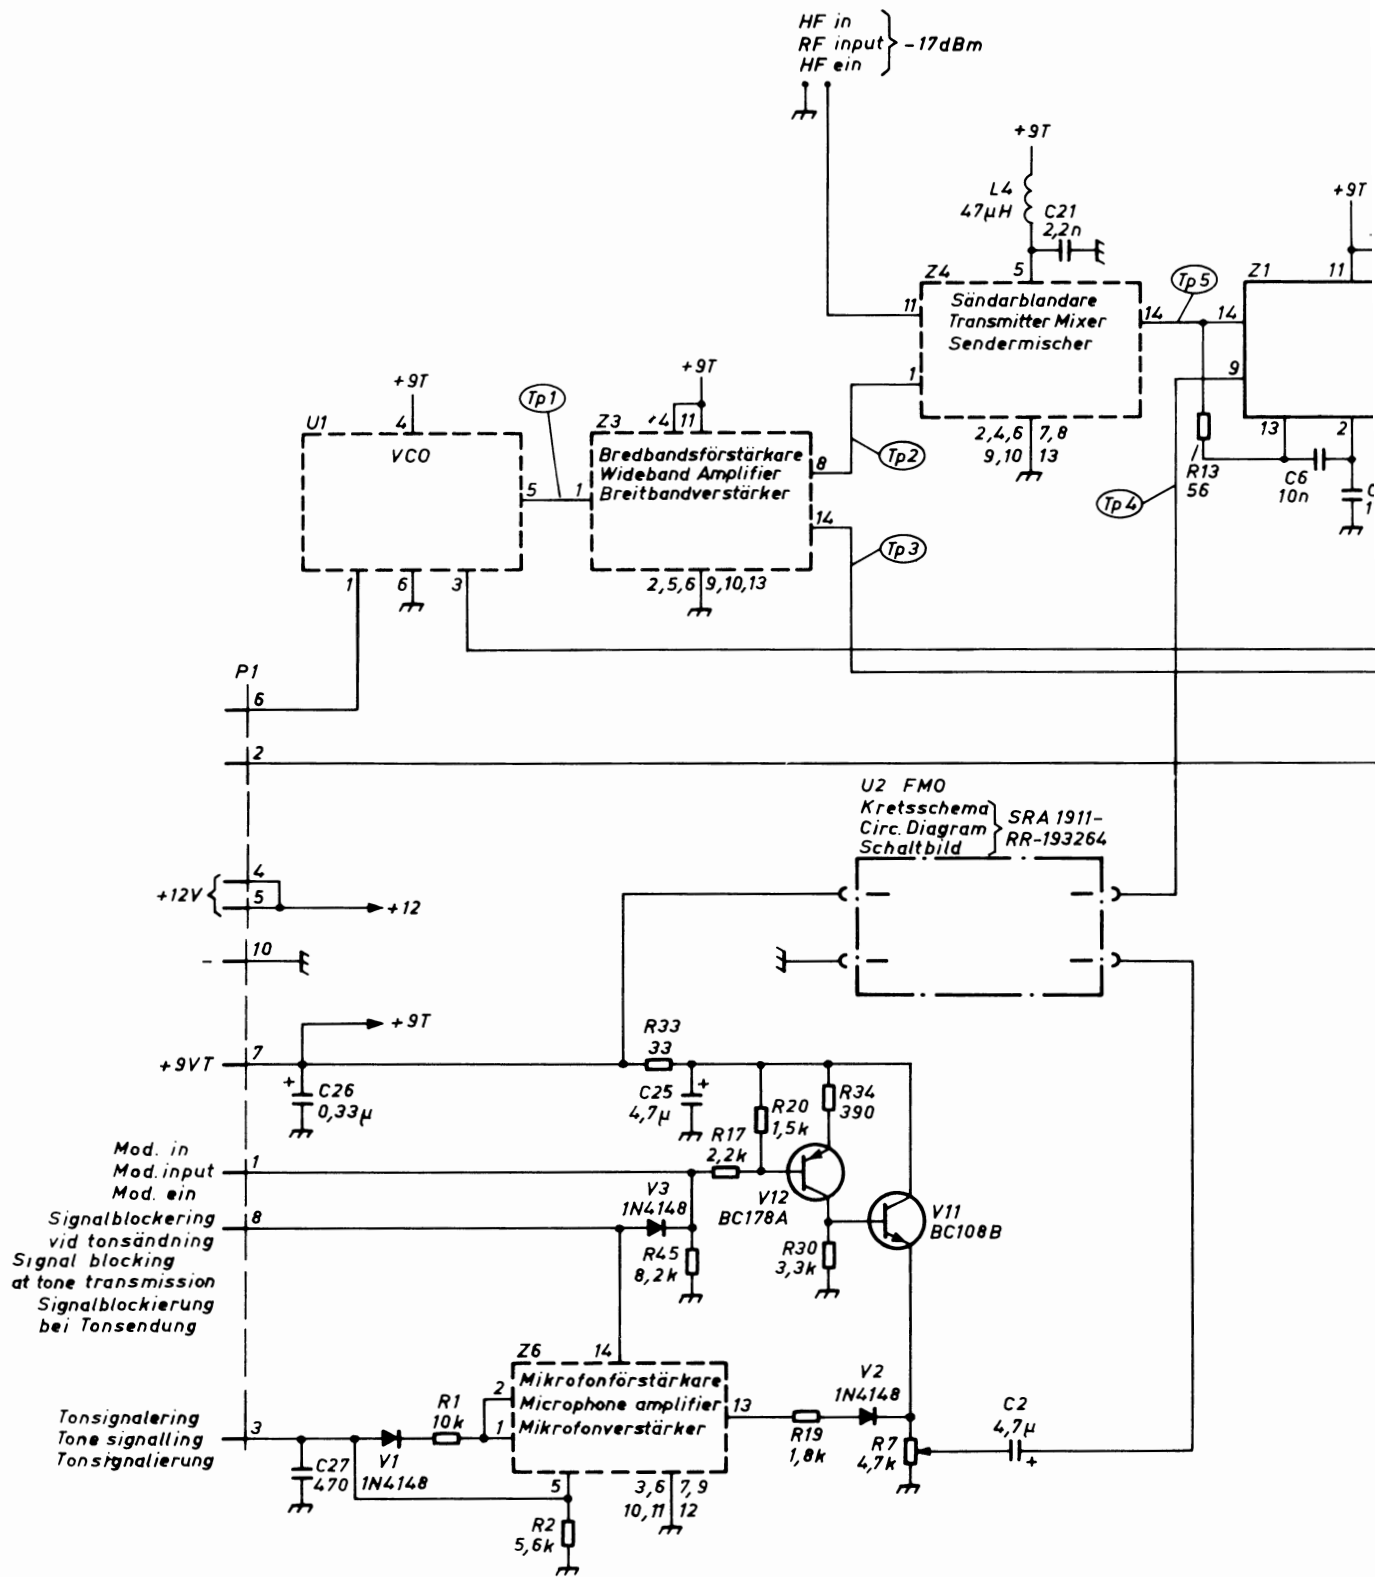 HF in
RF input
HF ein
-17dBm
+9T
L4
47µH
C21
2,2n
+9T
5
Z4
11
Sändarblandare
Transmitter Mixer
Sendermischer
14
Tp5
14
Z1
11
9
1
2,4,6
7,8
9,10
13
13
2
R13
56
C6
10n
Tp4
+9T
4
U1
VCO
5
Tp1
1
+9T
Z3
4
11
Bredbandsförstärkare
Wideband Amplifier
Breitbandverstärker
8
Tp2
14
Tp3
1
6
3
2,5,6
9,10,13
P1
6
2
U2 FMO
Kretsschema
Circ. Diagram
Schaltbild
SRA 1911-
RR-193264
+12V
4
5
+12
-
10
+9T
+9VT
7
+
C26
0,33µ
R33
33
C25
4,7µ
+
R20
1,5k
R34
390
R17
2,2k
Mod. in
Mod. input
Mod. ein
1
V3
1N4148
V12
BC178A
V11
BC108B
Signalblockering
vid tonsändning
Signal blocking
at tone transmission
Signalblockierung
bei Tonsendung
8
R45
8,2k
R30
3,3k
Z6
14
2
1
Mikrofonförstärkare
Microphone amplifier
Mikrofonverstärker
13
V2
1N4148
R19
1,8k
R7
4,7k
C2
4,7µ
+
Tonsignalering
Tone signalling
Tonsignalierung
3
R1
10k
C27
470
V1
1N4148
5
3,6
7,9
10,11
12
R2
5,6k